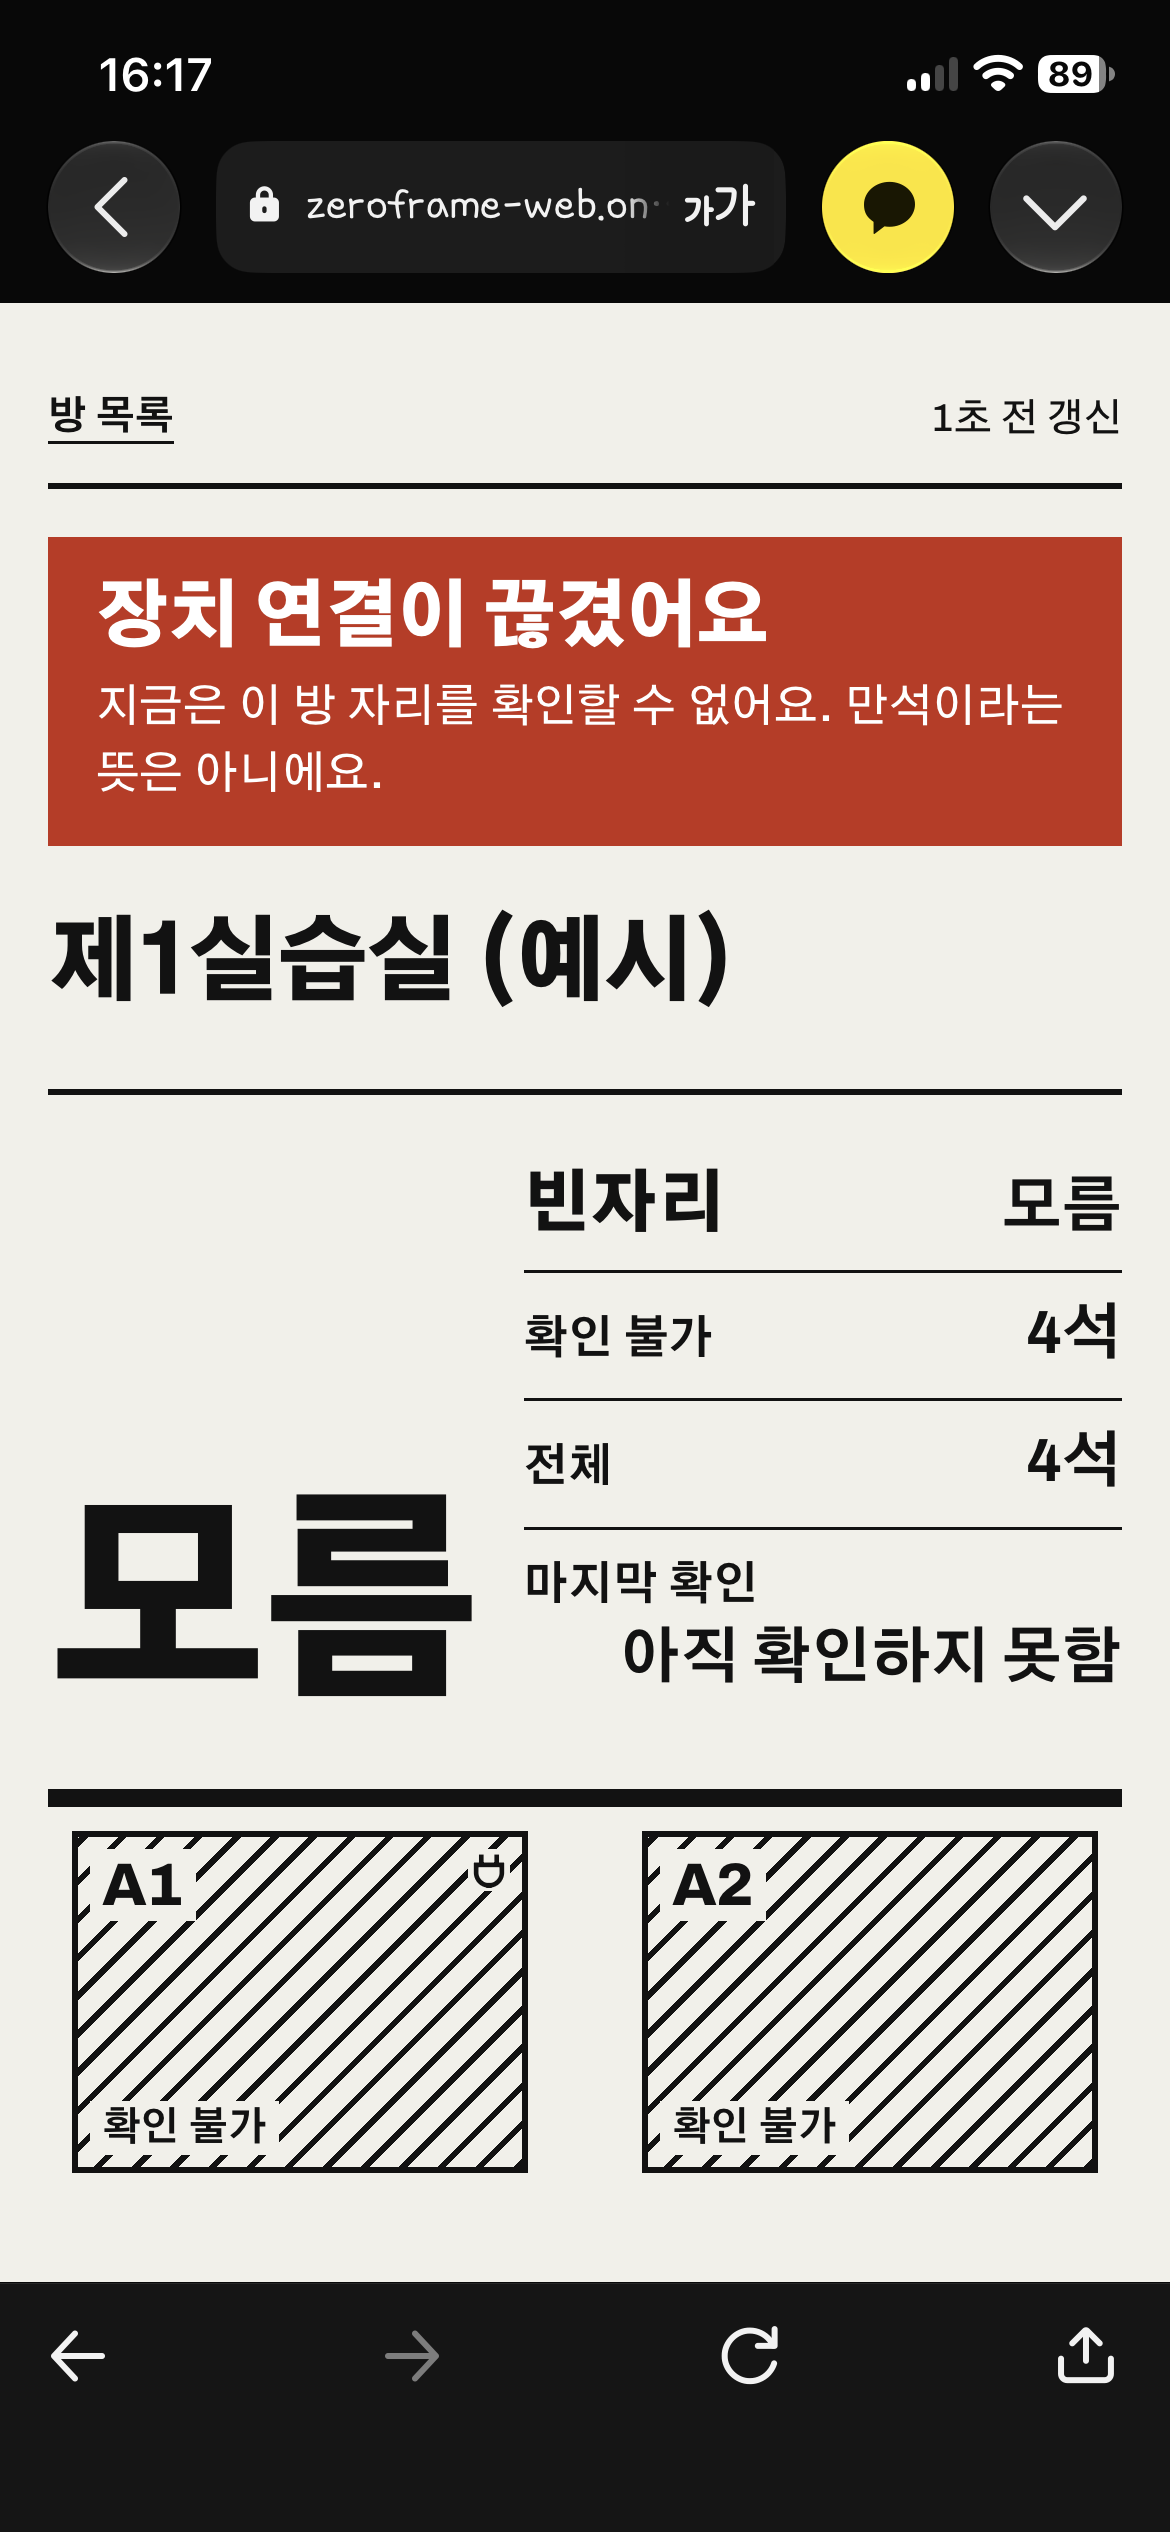 16:17
89
zeroframe-web.on
가가
방 목록
1초 전 갱신
장치 연결이 끊겼어요
지금은 이 방 자리를 확인할 수 없어요. 만석이라는
뜻은 아니에요.
제1실습실 (예시)
모름
빈자리 모름
확인 불가 4석
전체 4석
마지막 확인
아직 확인하지 못함
A1
확인 불가
A2
확인 불가